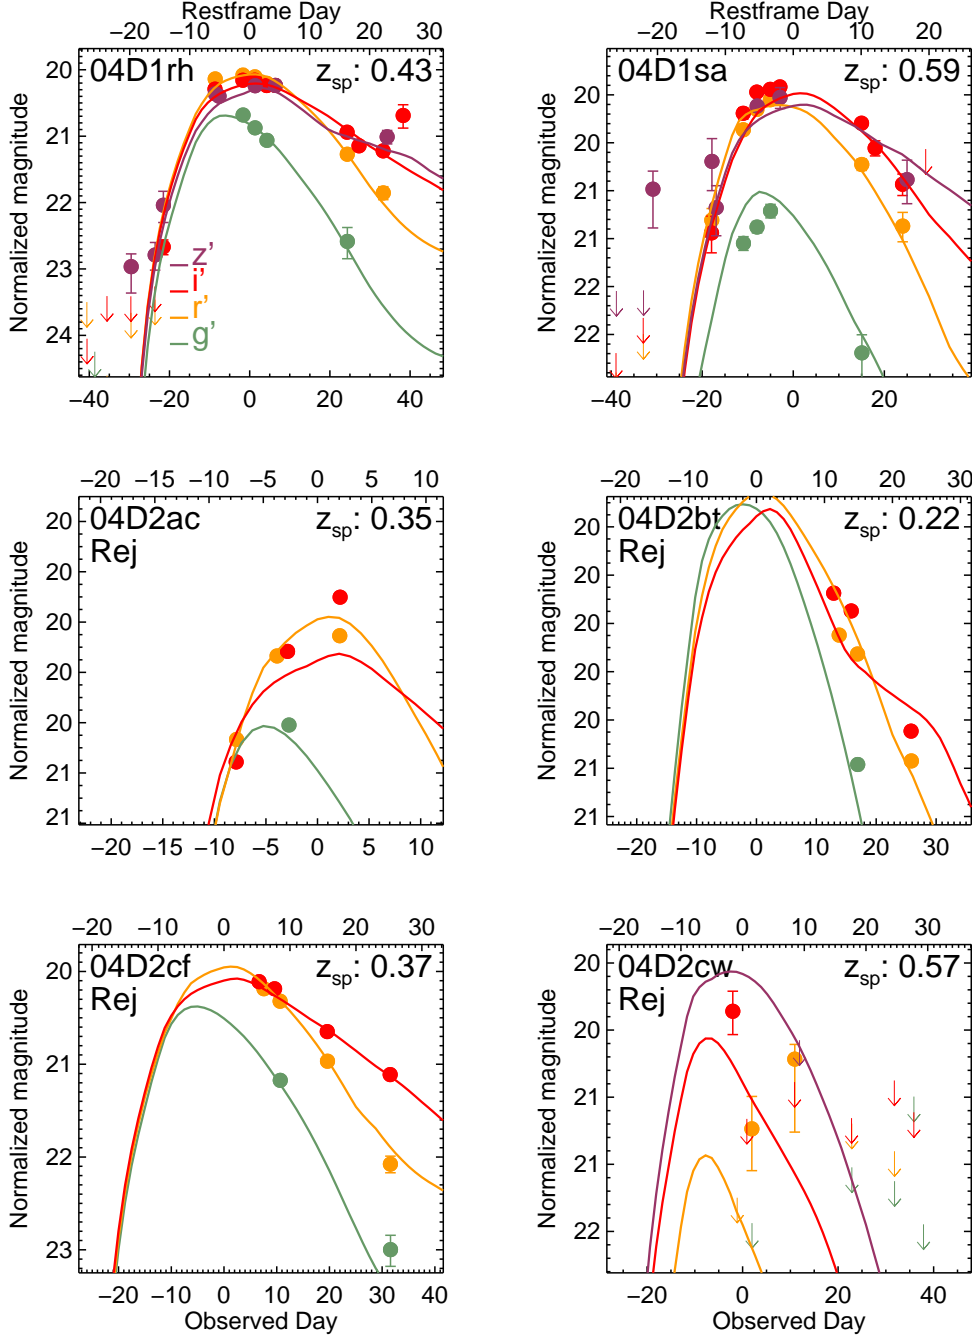 Restframe Day
Restframe Day
−20 −10 0 10 20 30
−20 −10 0 10 20
04D1rh
z_sp: 0.43
04D1sa
z_sp: 0.59
Normalized magnitude
20
21
22
23
24
z'
i'
r'
g'
−40 −20 0 20 40
Normalized magnitude
20
20
21
21
22
22
−40 −20 0 20
−20 −15 −10 −5 0 5 10
−20 −10 0 10 20 30
04D2ac
z_sp: 0.35
Rej
04D2bt
z_sp: 0.22
Rej
Normalized magnitude
20
20
20
20
20
21
21
−20 −15 −10 −5 0 5 10
Normalized magnitude
20
20
20
20
20
21
21
−20 −10 0 10 20 30
−20 −10 0 10 20 30
−20 −10 0 10 20 30
04D2cf
z_sp: 0.37
Rej
04D2cw
z_sp: 0.57
Rej
Normalized magnitude
20
21
22
23
−20 −10 0 10 20 30 40
Observed Day
Normalized magnitude
20
20
21
21
22
−20 0 20 40
Observed Day